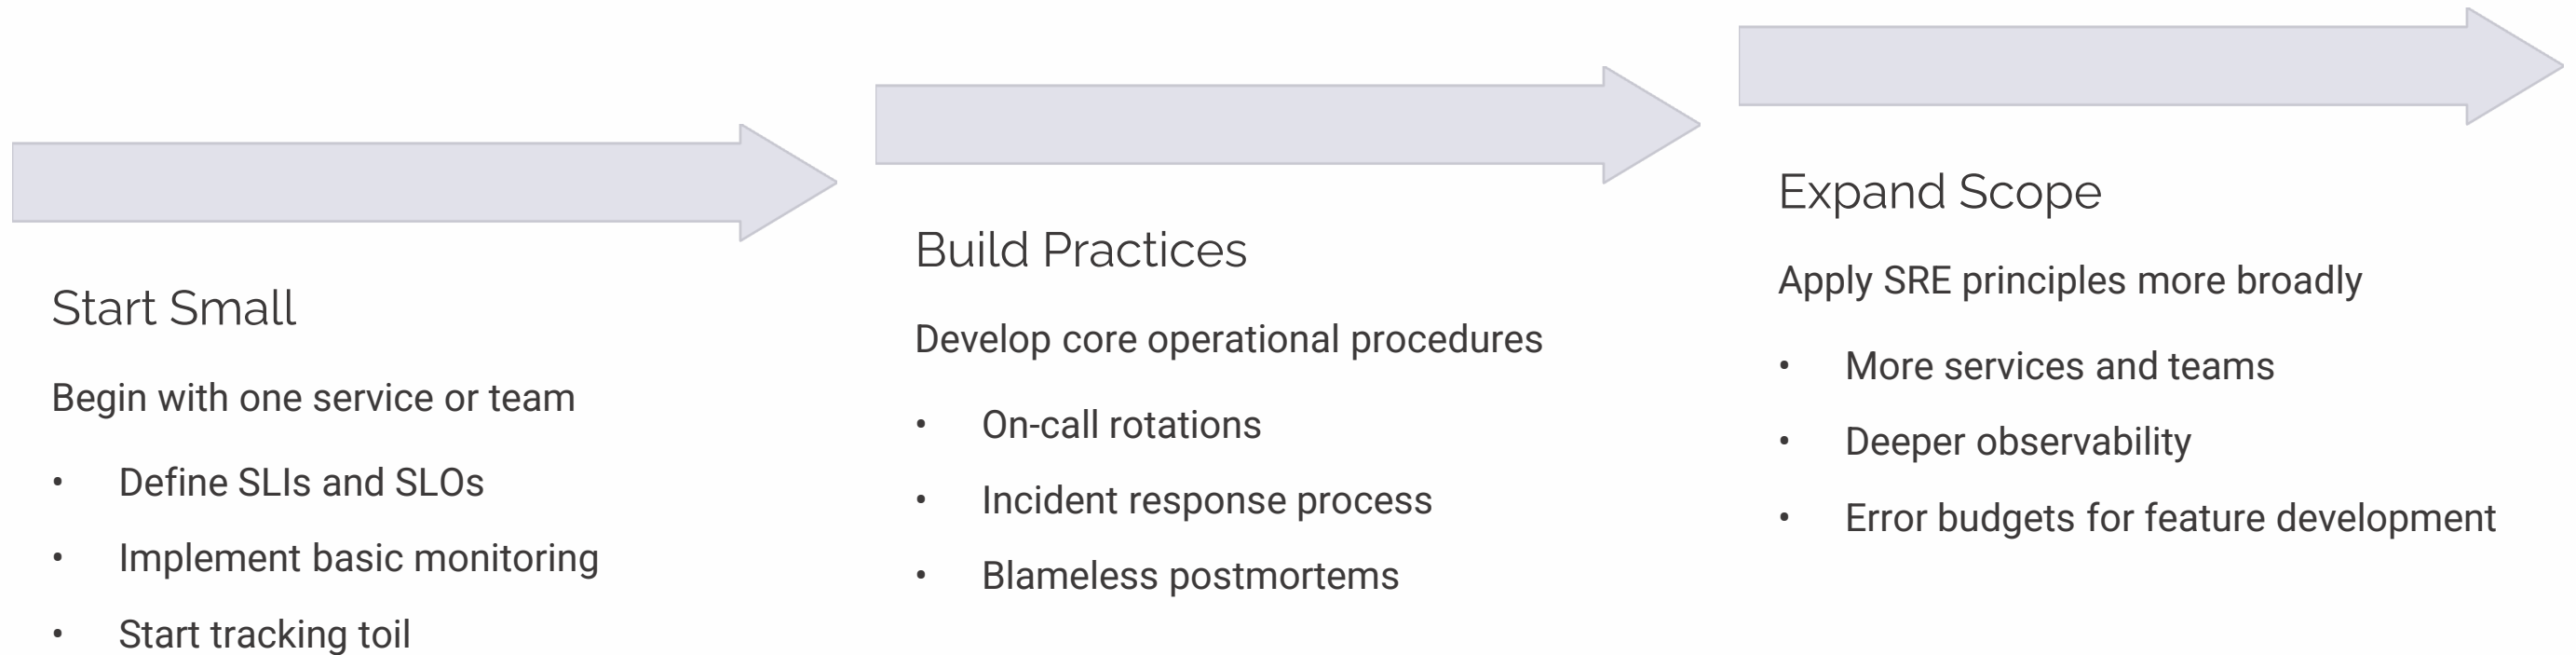 Start Small
Begin with one service or team
• Define SLIs and SLOs
• Implement basic monitoring
• Start tracking toil
Build Practices
Develop core operational procedures
• On-call rotations
• Incident response process
• Blameless postmortems
Expand Scope
Apply SRE principles more broadly
• More services and teams
• Deeper observability
• Error budgets for feature development